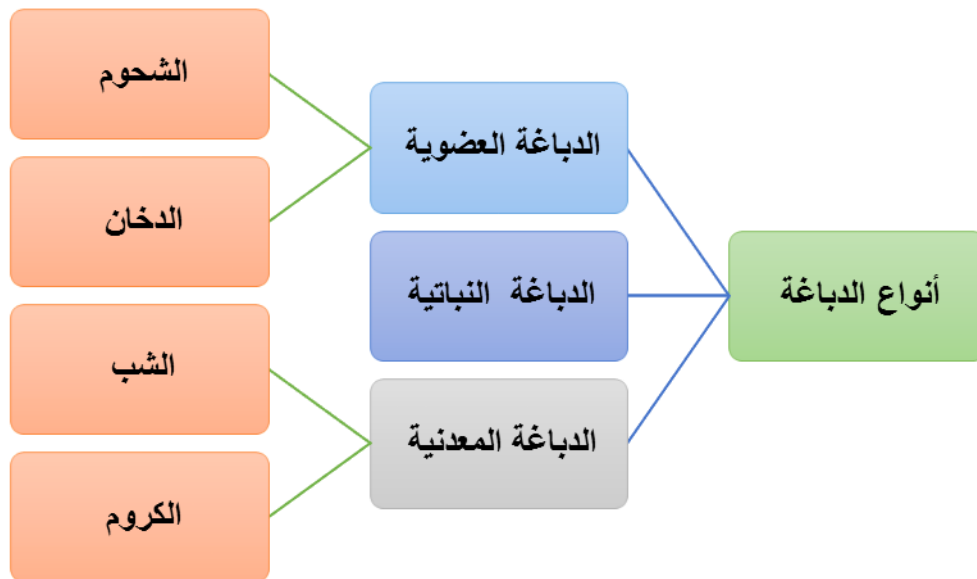 أنواع الدباغة
الدباغة العضوية
الشحوم
الدخان
الدباغة النباتية
الدباغة المعدنية
الشب
الكروم